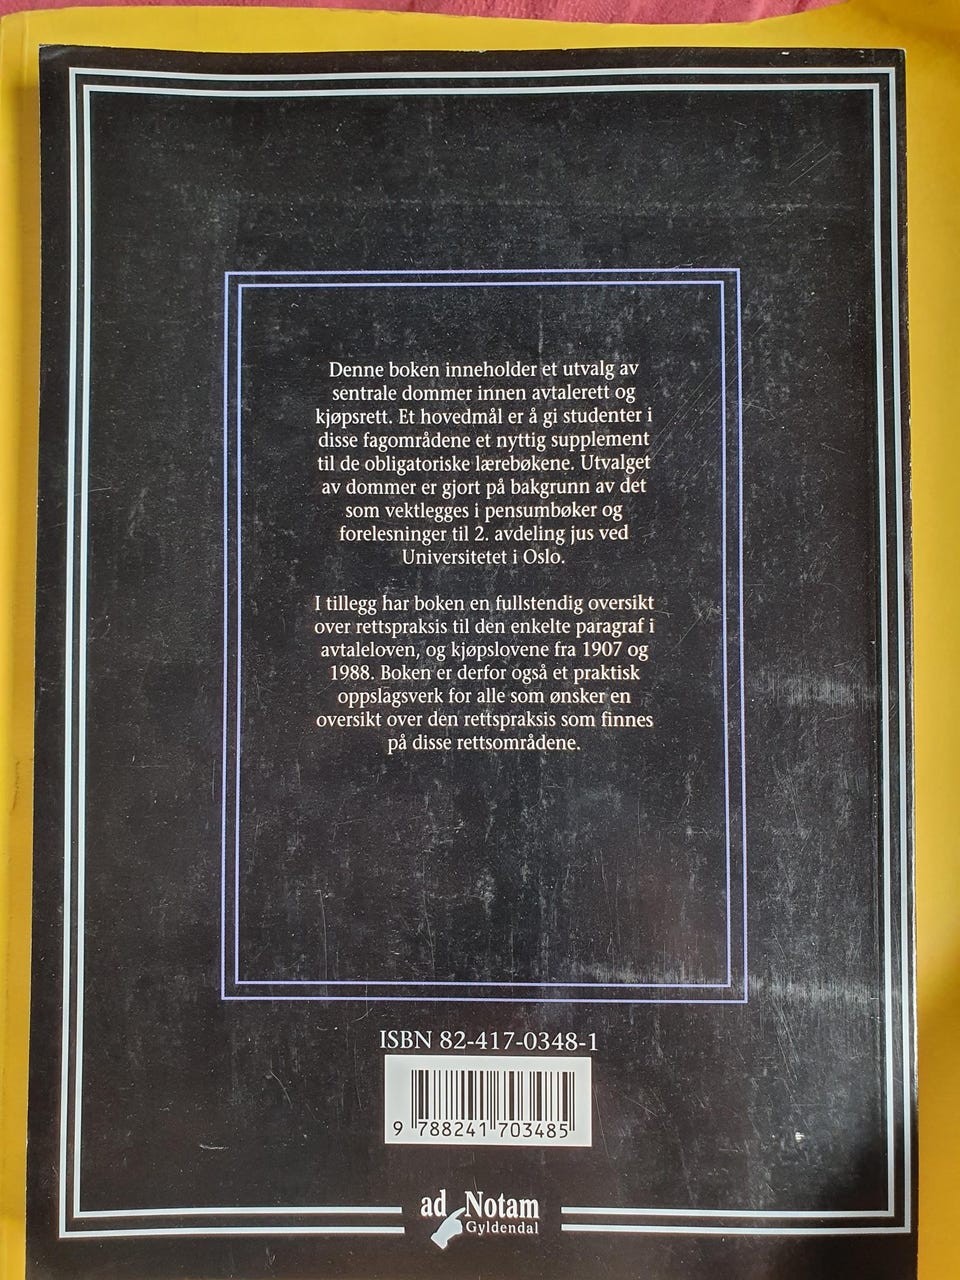 Denne boken inneholder et utvalg av
sentrale dommer innen avtalerett og
kjøpsrett. Et hovedmål er å gi studenter i
disse fagområdene et nyttig supplement
til de obligatoriske lærebøkene. Utvalget
av dommer er gjort på bakgrunn av det
som vektlegges i pensumbøker og
forelesninger til 2. avdeling jus ved
Universitetet i Oslo.
I tillegg har boken en fullstendig oversikt
over rettspraksis til den enkelte paragraf i
avtaleloven, og kjøpslovene fra 1907 og
1988. Boken er derfor også et praktisk
oppslagsverk for alle som ønsker en
oversikt over den rettspraksis som finnes
på disse rettsområdene.
ISBN 82-417-0348-1
9 788241 703485
ad Notam
Gyldendal